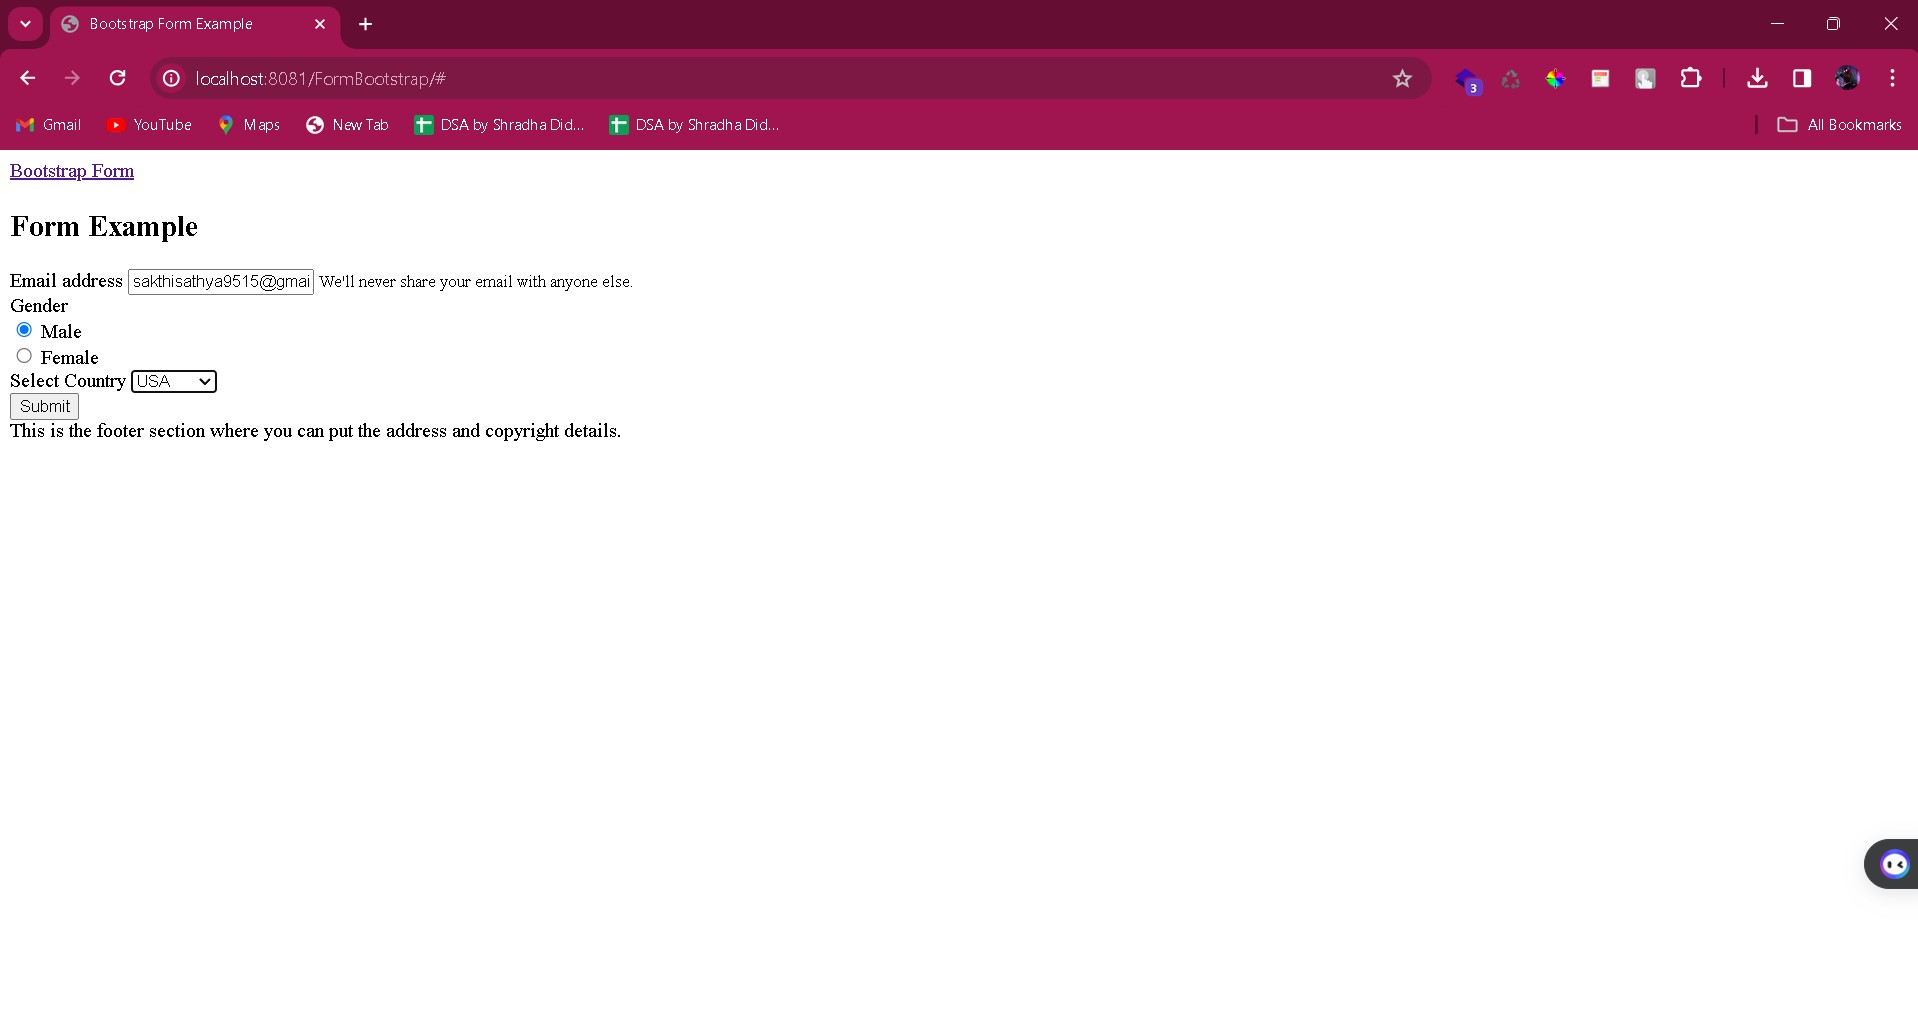 Bootstrap Form Example
localhost:8081/FormBootstrap/#
3
Gmail YouTube Maps New Tab DSA by Shradha Did... DSA by Shradha Did... All Bookmarks
Bootstrap Form
Form Example
Email address sakthisathya9515@gmai We'll never share your email with anyone else.
Gender
Male
Female
Select Country USA
Submit
This is the footer section where you can put the address and copyright details.